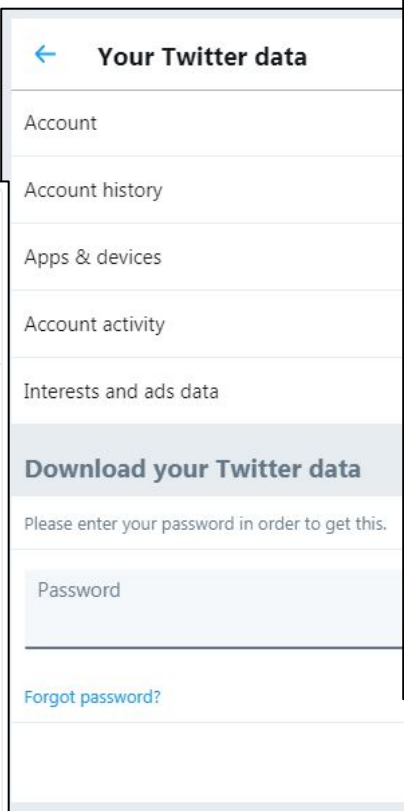 Your Twitter data
Account
Account history
Apps & devices
Account activity
Interests and ads data
Download your Twitter data
Please enter your password in order to get this.
Password
Forgot password?